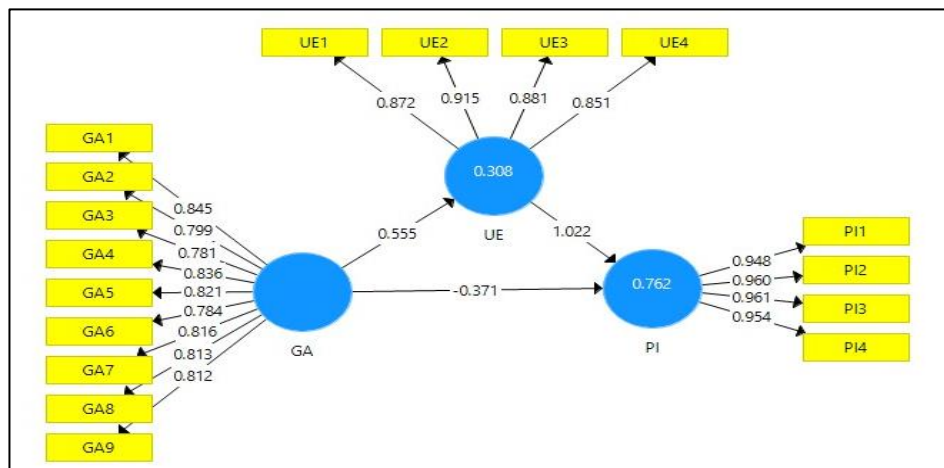 UE1 UE2 UE3 UE4
0.872 0.915 0.881 0.851
GA1
GA2
GA3
GA4
GA5
GA6
GA7
GA8
GA9
0.845
0.799
0.781
0.836
0.821
0.784
0.816
0.813
0.812
0.308
UE
0.555
1.022
-0.371
GA
0.762
PI
0.948
0.960
0.961
0.954
PI1
PI2
PI3
PI4